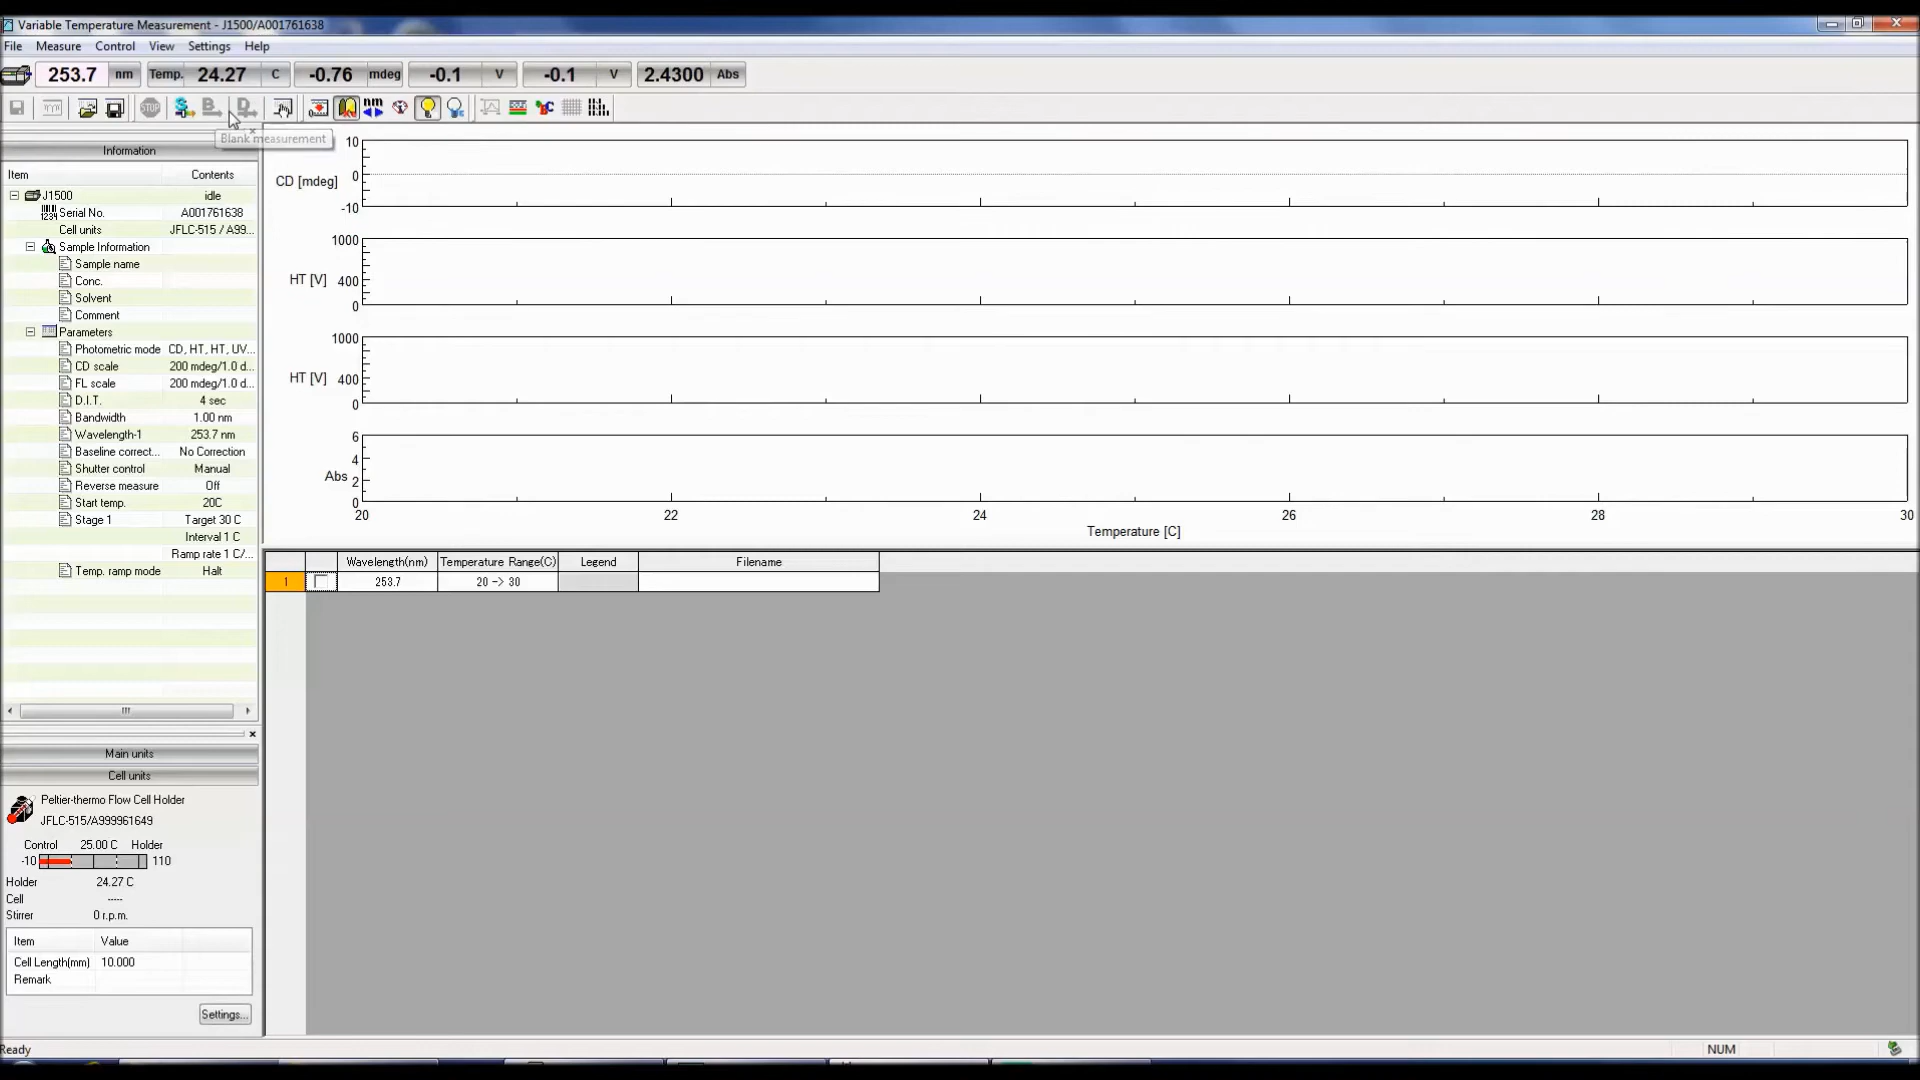 Variable Temperature Measurement - J1500/A001761638
File Measure Control View Settings Help
253.7 nm Temp. 24.27 C -0.76 mdeg -0.1 V -0.1 V 2.4300 Abs
STOP S B D nm BC
Blank measurement
Information
Item Contents
J1500 idle
1234 Serial No. A001761638
Cell units JFLC-515 / A99...
Sample Information
Sample name
Conc.
Solvent
Comment
Parameters
Photometric mode CD, HT, HT, UV...
CD scale 200 mdeg/1.0 d...
FL scale 200 mdeg/1.0 d...
D.I.T. 4 sec
Bandwidth 1.00 nm
Wavelength-1 253.7 nm
Baseline correct... No Correction
Shutter control Manual
Reverse measure Off
Start temp. 20C
Stage 1 Target 30 C
Interval 1 C
Ramp rate 1 C/...
Temp. ramp mode Halt
Main units
Cell units
Peltier-thermo Flow Cell Holder
JFLC-515/A999961649
Control 25.00 C Holder
-10 110
Holder 24.27 C
Cell -----
Stirrer 0 r.p.m.
Item Value
Cell Length(mm) 10.000
Remark
Settings...
10
CD [mdeg] 0
-10
1000
HT [V] 400
0
1000
HT [V] 400
0
6
4
Abs 2
0
20 22 24 26 28 30
Temperature [C]
Wavelength(nm) Temperature Range(C) Legend Filename
1 253.7 20 -> 30
Ready NUM